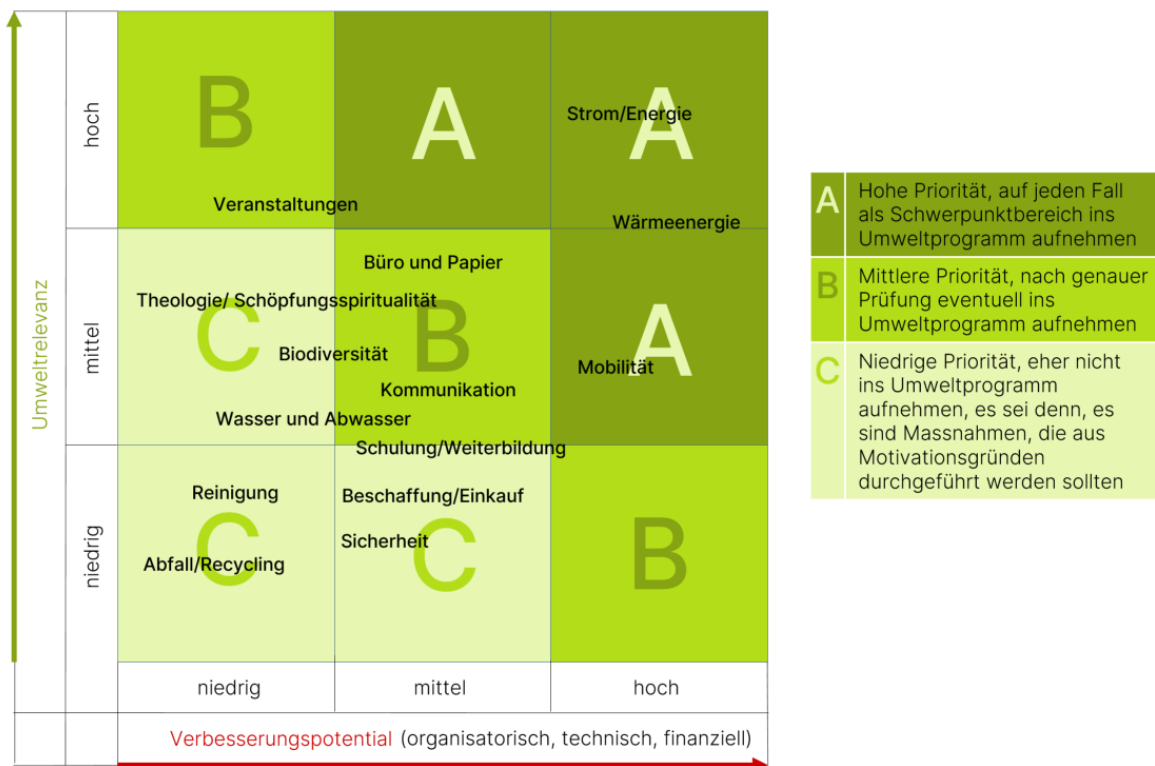 Umweltrelevanz
hoch
mittel
niedrig
B
A
A
Strom/Energie
Veranstaltungen
Wärmeenergie
Büro und Papier
Theologie/ Schöpfungsspiritualität
C
B
A
Biodiversität
Mobilität
Kommunikation
Wasser und Abwasser
Schulung/Weiterbildung
Reinigung
Beschaffung/Einkauf
C
C
B
Sicherheit
Abfall/Recycling
niedrig
mittel
hoch
Verbesserungspotential (organisatorisch, technisch, finanziell)
A
Hohe Priorität, auf jeden Fall
als Schwerpunktbereich ins
Umweltprogramm aufnehmen
B
Mittlere Priorität, nach genauer
Prüfung eventuell ins
Umweltprogramm aufnehmen
C
Niedrige Priorität, eher nicht
ins Umweltprogramm
aufnehmen, es sei denn, es
sind Massnahmen, die aus
Motivationsgründen
durchgeführt werden sollten